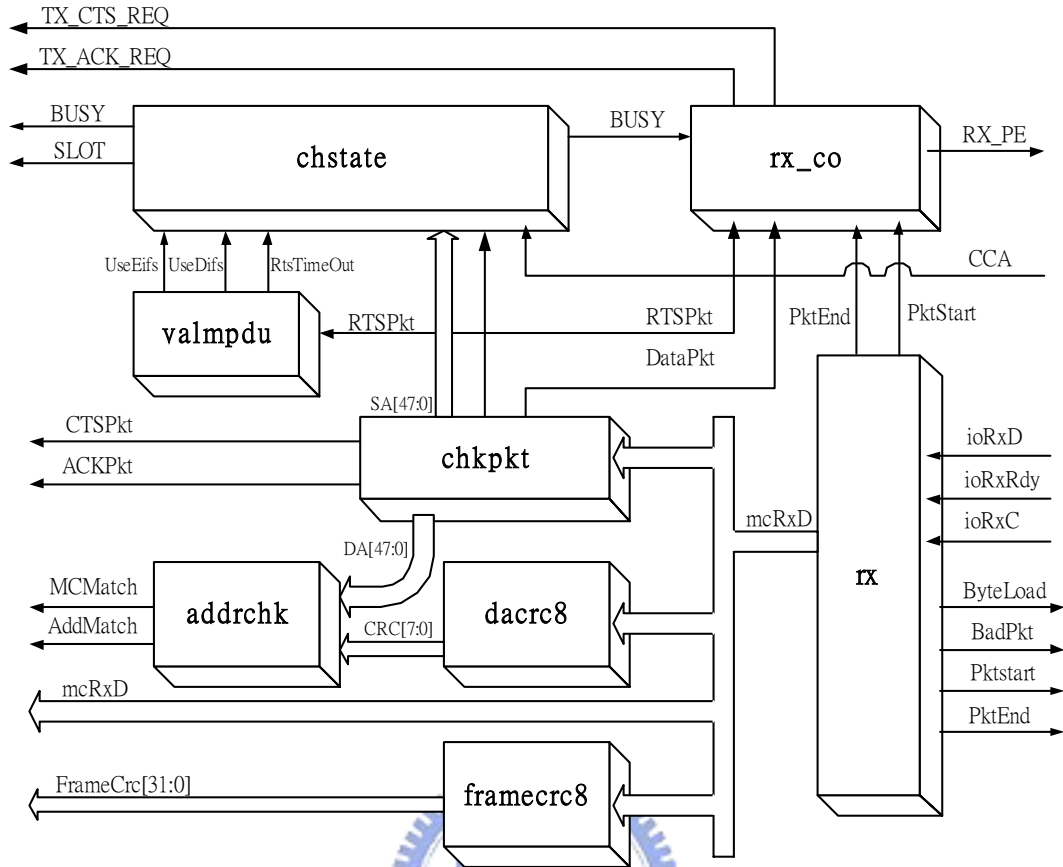 TX_CTS_REQ
TX_ACK_REQ
BUSY
SLOT
chstate
BUSY
rx_co
RX_PE
UseEifs
UseDifs
RtsTimeOut
CCA
valmpdu
RTSPkt
RTSPkt
PktEnd
PktStart
DataPkt
SA[47:0]
CTSPkt
ACKPkt
chkpkt
ioRxD
ioRxRdy
ioRxC
mcRxD
rx
DA[47:0]
MCMatch
AddMatch
addrchk
CRC[7:0]
dacrc8
ByteLoad
BadPkt
Pktstart
PktEnd
mcRxD
FrameCrc[31:0]
framecrc8